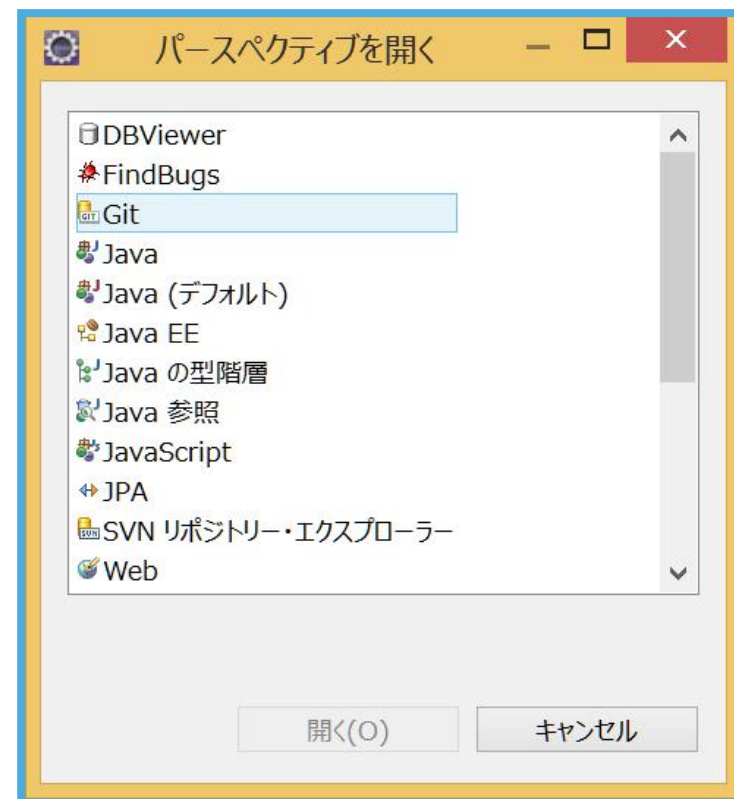 パースペクティブを開く
DBViewer
FindBugs
Git
Java
Java (デフォルト)
Java EE
Java の型階層
Java 参照
JavaScript
JPA
SVN リポジトリー・エクスプローラー
Web
開く(O)
キャンセル